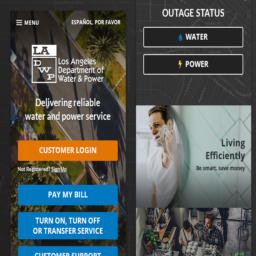 MENU
ESPAÑOL, POR FAVOR
LA
DWP
Los Angeles
Department of
Water & Power
Delivering reliable
water and power service
CUSTOMER LOGIN
Not Registered? Sign Up
PAY MY BILL
TURN ON, TURN OFF
OR TRANSFER SERVICE
CUSTOMER SUPPORT
OUTAGE STATUS
WATER
POWER
Living
Efficiently
Be smart, save money